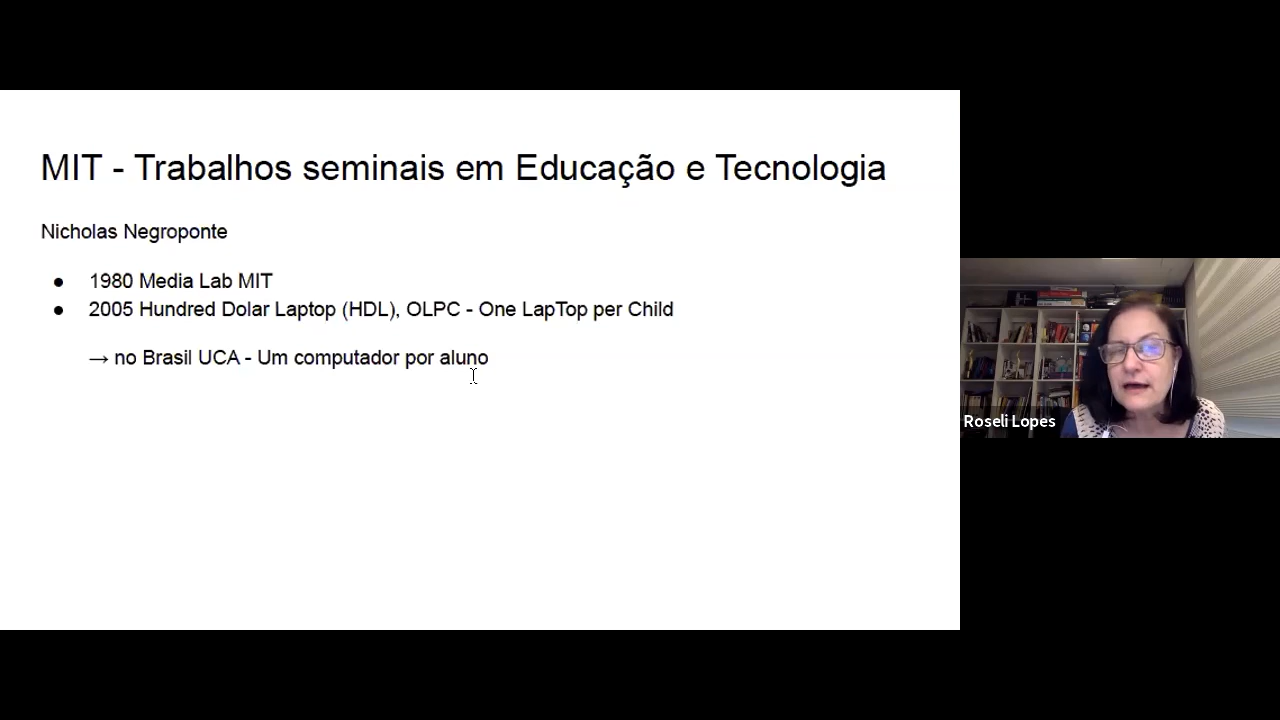 MIT - Trabalhos seminais em Educação e Tecnologia
Nicholas Negroponte
● 1980 Media Lab MIT
● 2005 Hundred Dolar Laptop (HDL), OLPC - One LapTop per Child
→ no Brasil UCA - Um computador por aluno
Roseli Lopes